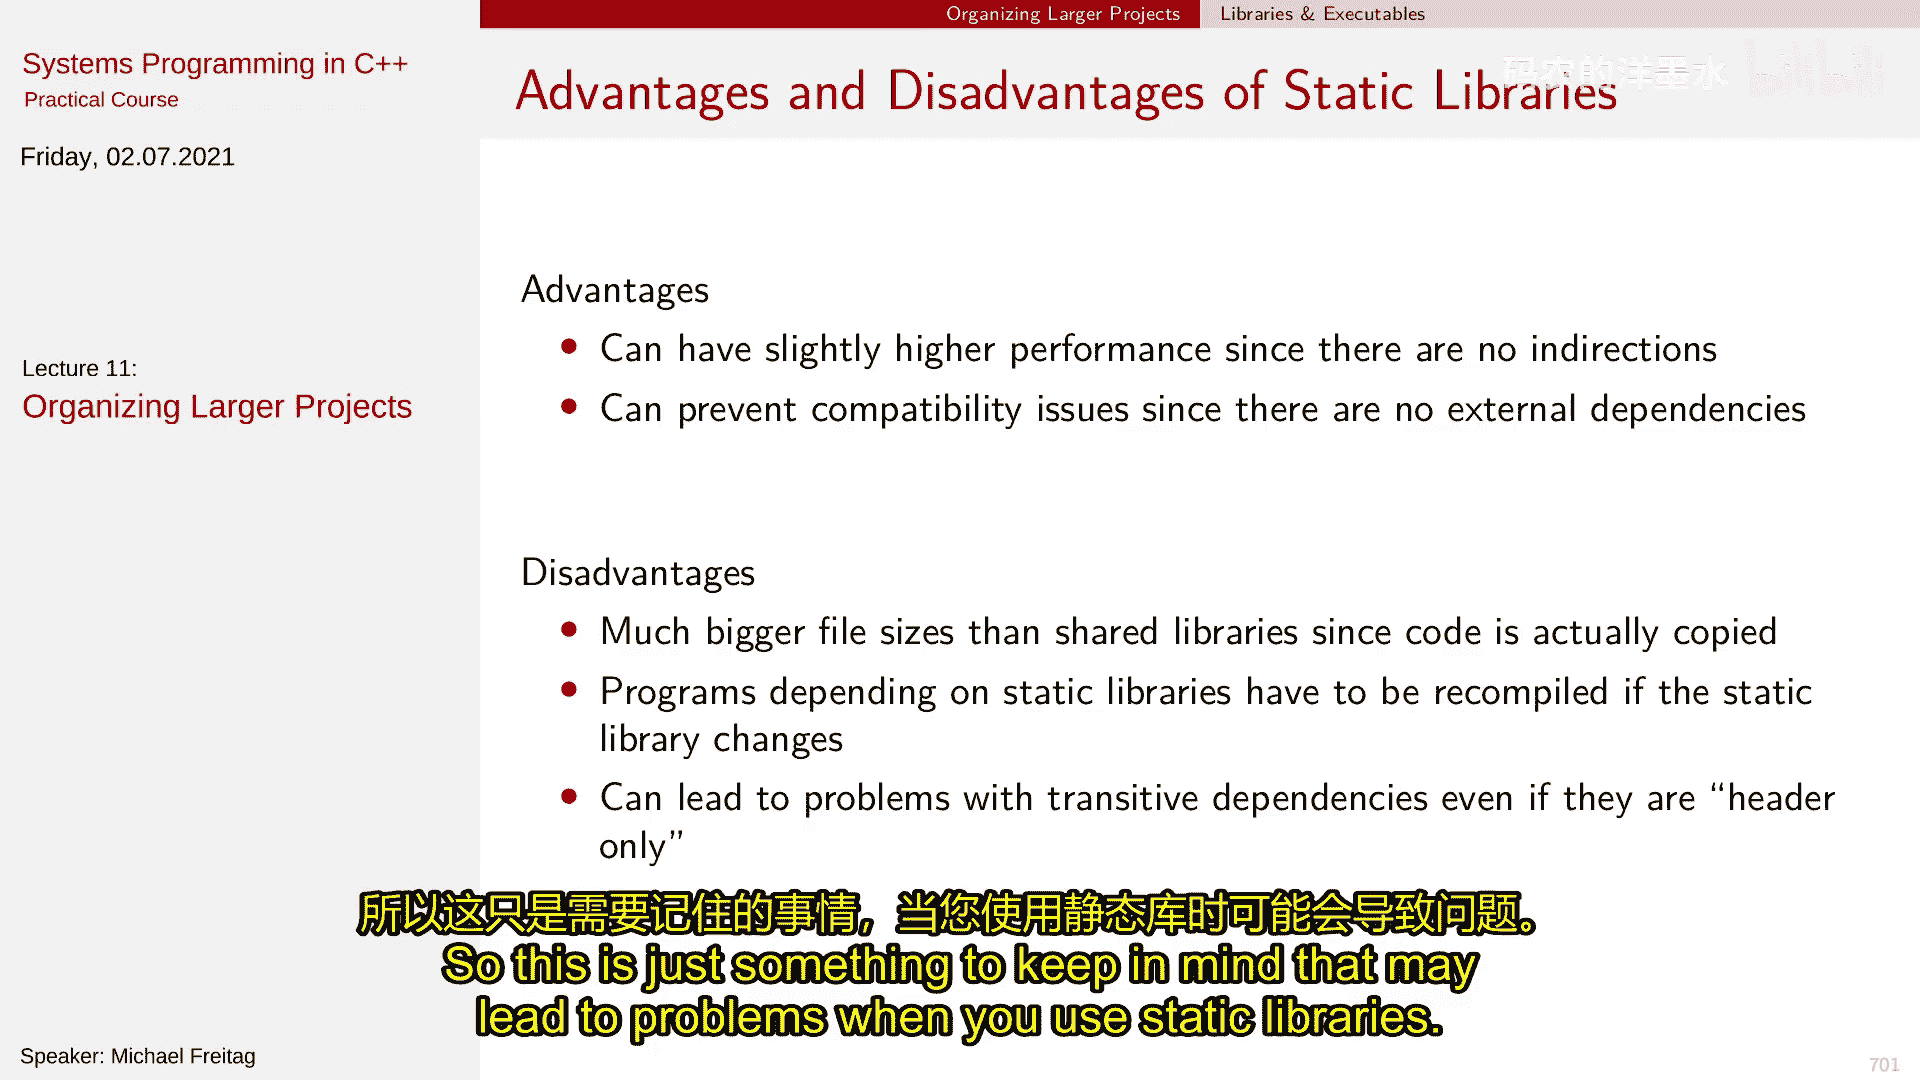 Organizing Larger Projects
Libraries & Executables
Systems Programming in C++
Practical Course
Friday, 02.07.2021
Lecture 11:
Organizing Larger Projects
Advantages and Disadvantages of Static Libraries
码农的洋墨水
Advantages
Can have slightly higher performance since there are no indirections
Can prevent compatibility issues since there are no external dependencies
Disadvantages
Much bigger file sizes than shared libraries since code is actually copied
Programs depending on static libraries have to be recompiled if the static
library changes
Can lead to problems with transitive dependencies even if they are “header
only”
所以这只是需要记住的事情，当您使用静态库时可能会导致问题。
So this is just something to keep in mind that may
lead to problems when you use static libraries.
Speaker: Michael Freitag
701